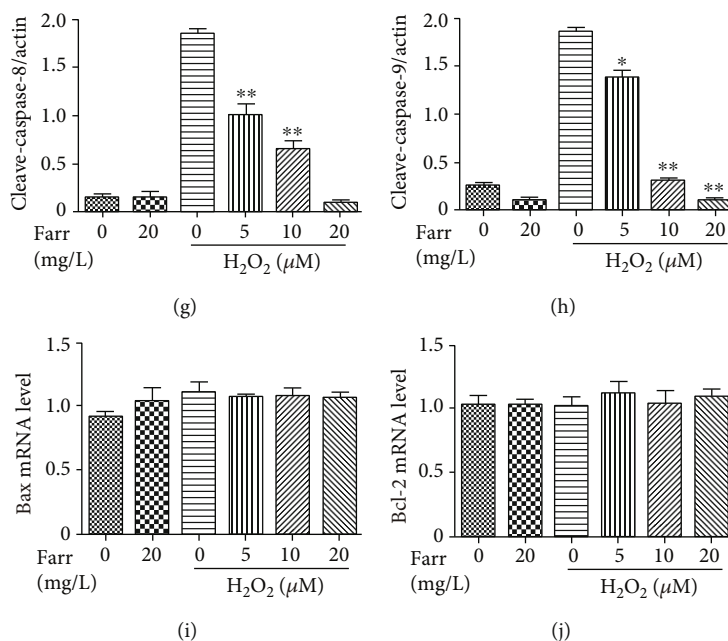 Cleave-caspase-8/actin
2.0
1.5
1.0
0.5
0
**
**
Farr
(mg/L)
0 20 0 5 10 20
H₂O₂ (μM)
(g)
Cleave-caspase-9/actin
2.0
1.5
1.0
0.5
0
*
**
**
Farr
(mg/L)
0 20 0 5 10 20
H₂O₂ (μM)
(h)
Bax mRNA level
1.5
1.0
0.5
0
Farr
(mg/L)
0 20 0 5 10 20
H₂O₂ (μM)
(i)
Bcl-2 mRNA level
1.5
1.0
0.5
0
Farr
(mg/L)
0 20 0 5 10 20
H₂O₂ (μM)
(j)